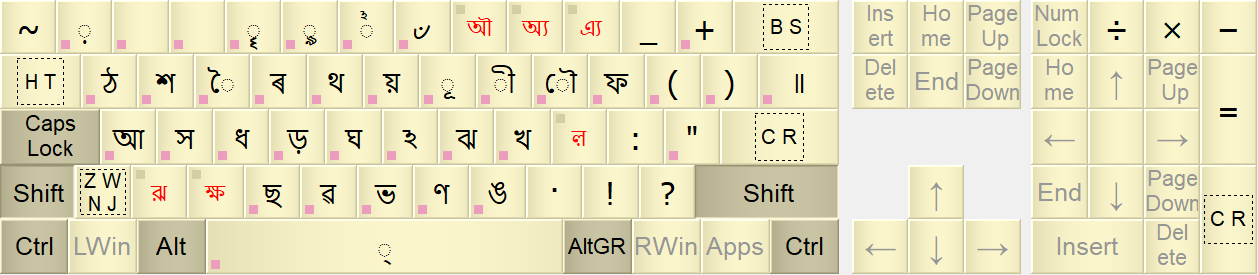 ~ ় ৄ ৢ ᳴ ৺ ঔ অ্য এ্য _ + B S Ins ert Ho me Page Up Num Lock ÷ × −
H T ঠ শ ৈ ৰ থ য় ূ ী ৌ ফ ( ) ॥ Del ete End Page Down Ho me ↑ Page Up
Caps Lock আ স ধ ড় ঘ ঽ ঝ খ ল : " C R ← → =
Shift Z W N J ঝ ক্ষ ছ ৱ ভ ণ ঙ · ! ? Shift ↑ End ↓ Page Down
Ctrl LWin Alt ্ AltGR RWin Apps Ctrl ← ↓ → Insert Del ete C R